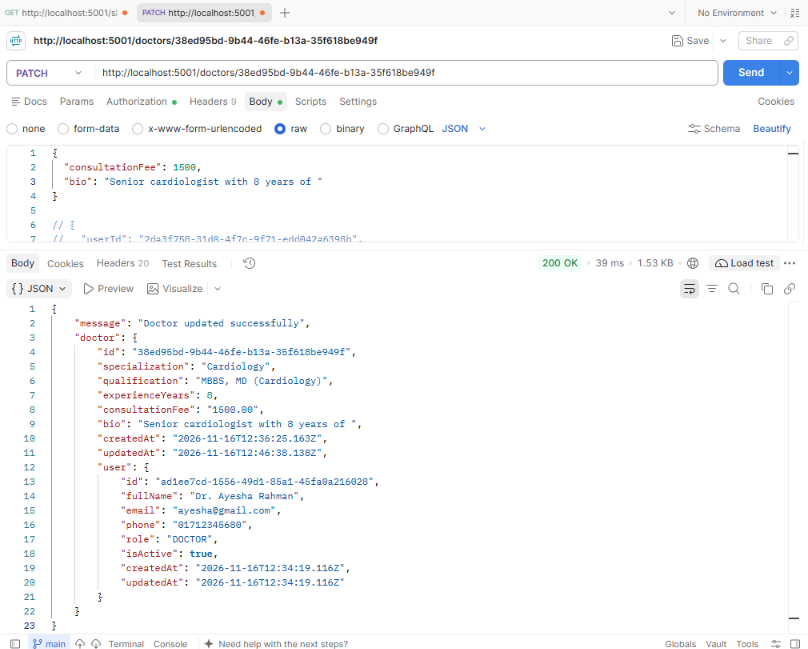 GET http://localhost:5001/sl PATCH http://localhost:5001 No Environment
HTTP http://localhost:5001/doctors/38ed95bd-9b44-46fe-b13a-35f618be949f Save Share
PATCH http://localhost:5001/doctors/38ed95bd-9b44-46fe-b13a-35f618be949f Send
Docs Params Authorization Headers 9 Body Scripts Settings Cookies
none form-data x-www-form-urlencoded raw binary GraphQL JSON Schema Beautify
1 {
2 "consultationFee": 1500,
3 "bio": "Senior cardiologist with 8 years of "
4 }
5
6 // {
7 // "userId": "2da3f758-31d0-4f7c-9f71-edd042a6398b",
Body Cookies Headers 20 Test Results 200 OK 39 ms 1.53 KB Load test
{} JSON Preview Visualize
1 {
2 "message": "Doctor updated successfully",
3 "doctor": {
4 "id": "38ed95bd-9b44-46fe-b13a-35f618be949f",
5 "specialization": "Cardiology",
6 "qualification": "MBBS, MD (Cardiology)",
7 "experienceYears": 8,
8 "consultationFee": "1500.00",
9 "bio": "Senior cardiologist with 8 years of ",
10 "createdAt": "2026-11-16T12:36:25.163Z",
11 "updatedAt": "2026-11-16T12:46:38.138Z",
12 "user": {
13 "id": "ad1ee7cd-1556-49d1-85a1-45fa0a216028",
14 "fullName": "Dr. Ayesha Rahman",
15 "email": "ayesha@gmail.com",
16 "phone": "01712345680",
17 "role": "DOCTOR",
18 "isActive": true,
19 "createdAt": "2026-11-16T12:34:19.116Z",
20 "updatedAt": "2026-11-16T12:34:19.116Z"
21 }
22 }
23 }
main Terminal Console Need help with the next steps? Globals Vault Tools